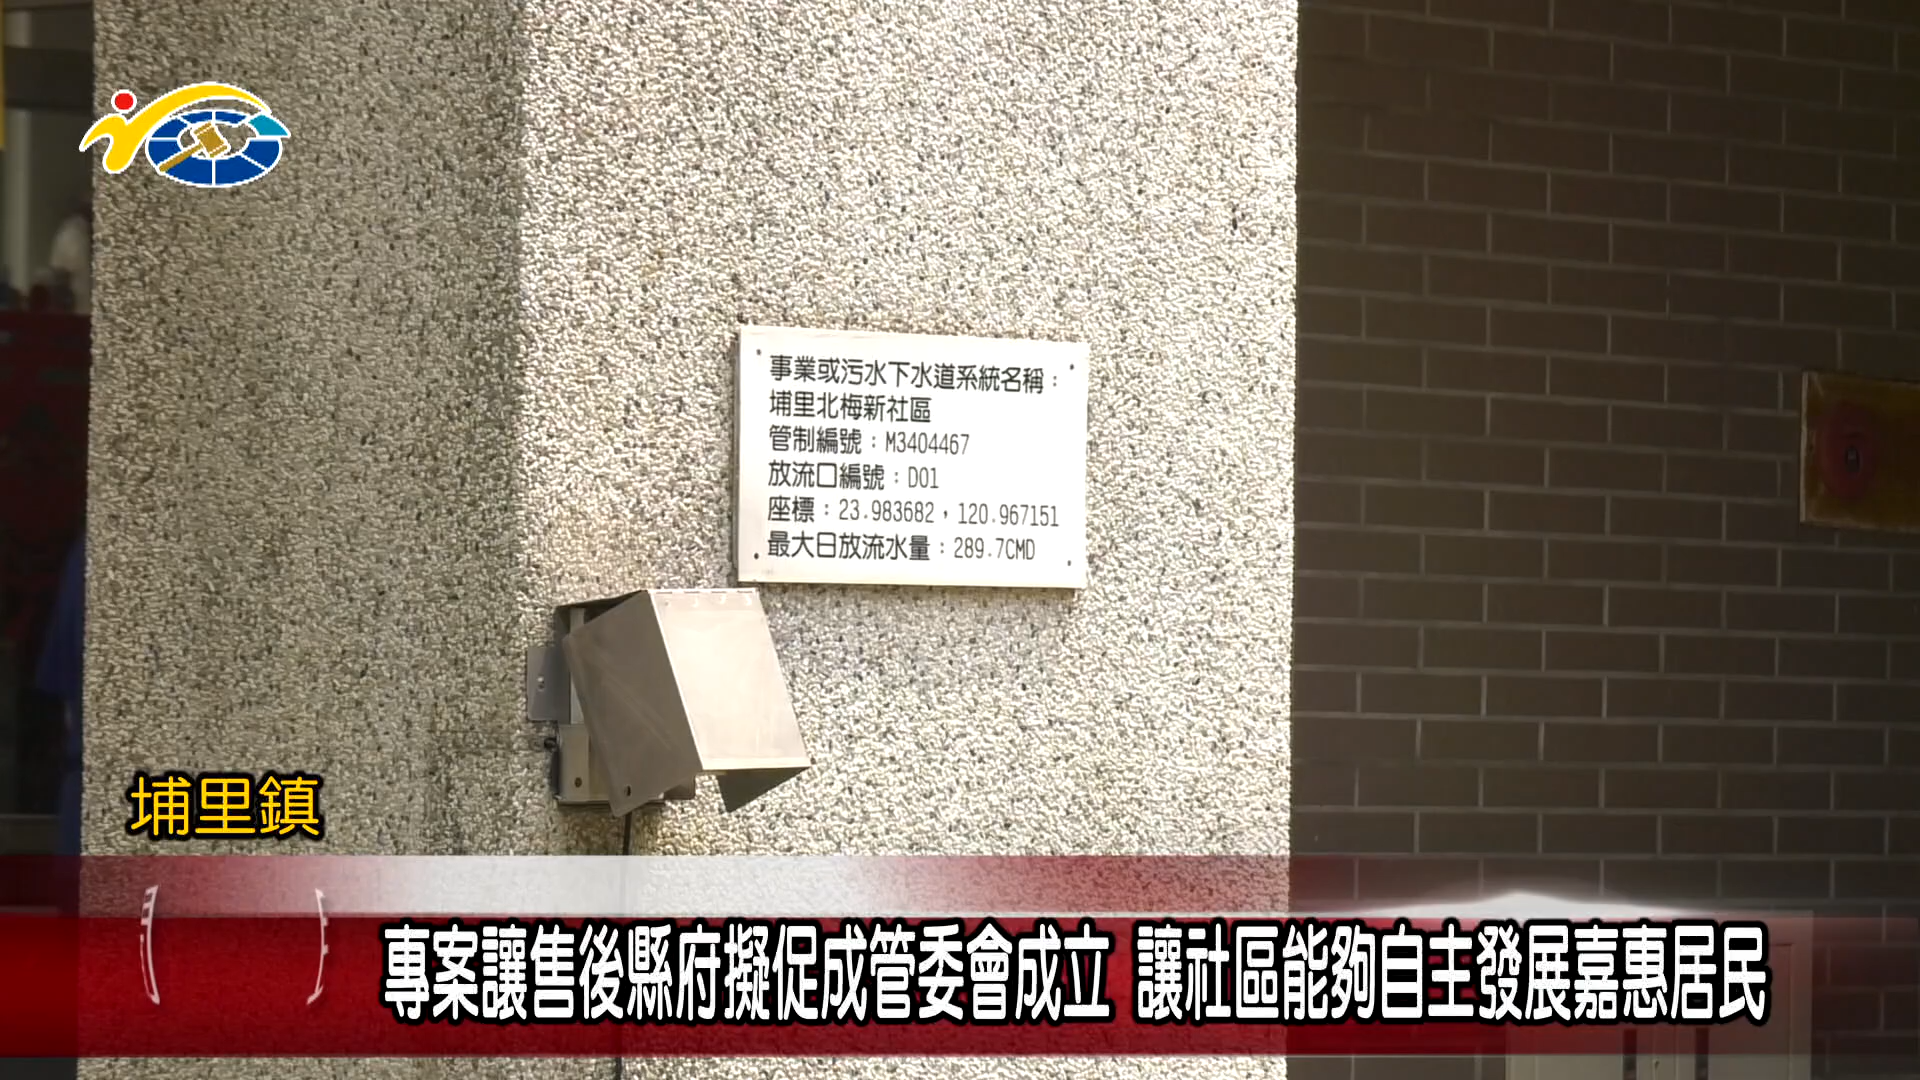 事業或污水下水道系統名稱：
埔里北梅新社區
管制編號：M3404467
放流口編號：D01
座標：23.983682，120.967151
最大日放流水量：289.7CMD
埔里鎮
專案讓售後縣府擬促成管委會成立 讓社區能夠自主發展嘉惠居民